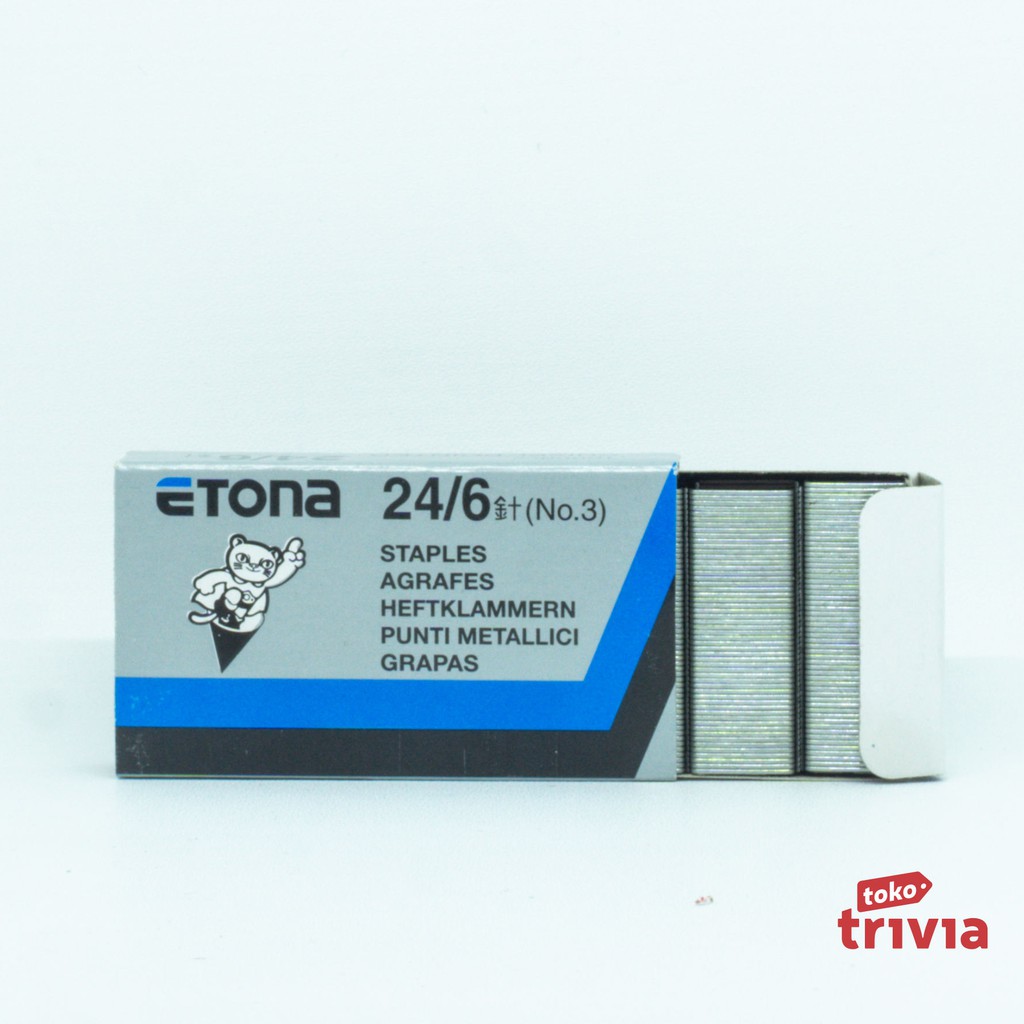 ETONA
24/6針(No.3)
STAPLES
AGRAFES
HEFTKLAMMERN
PUNTI METALLICI
GRAPAS
toko
trivia